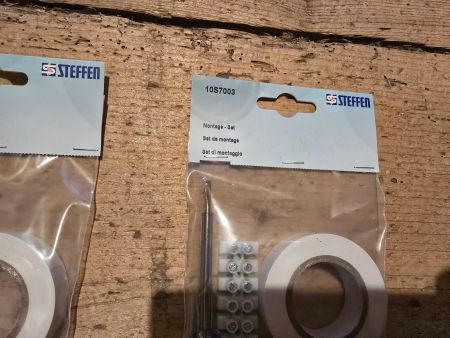 STEFFEN
10S7003
STEFFEN
Montage - Set
Set de montage
Set di montaggio